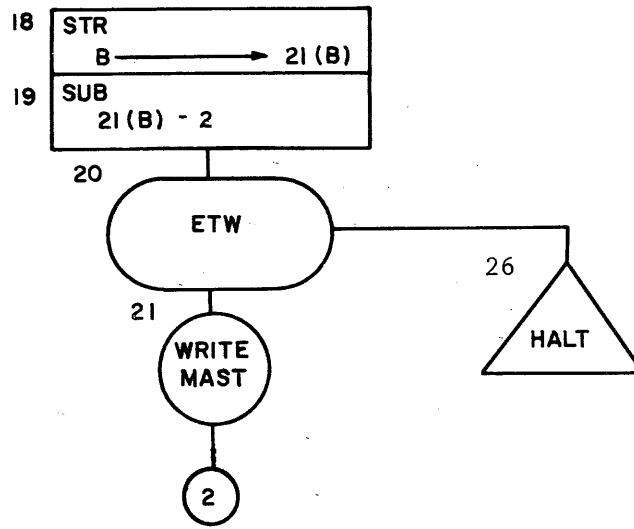 18
STR
B → 21(B)
19
SUB
21(B) - 2
20
ETW
26
HALT
21
WRITE
MAST
2